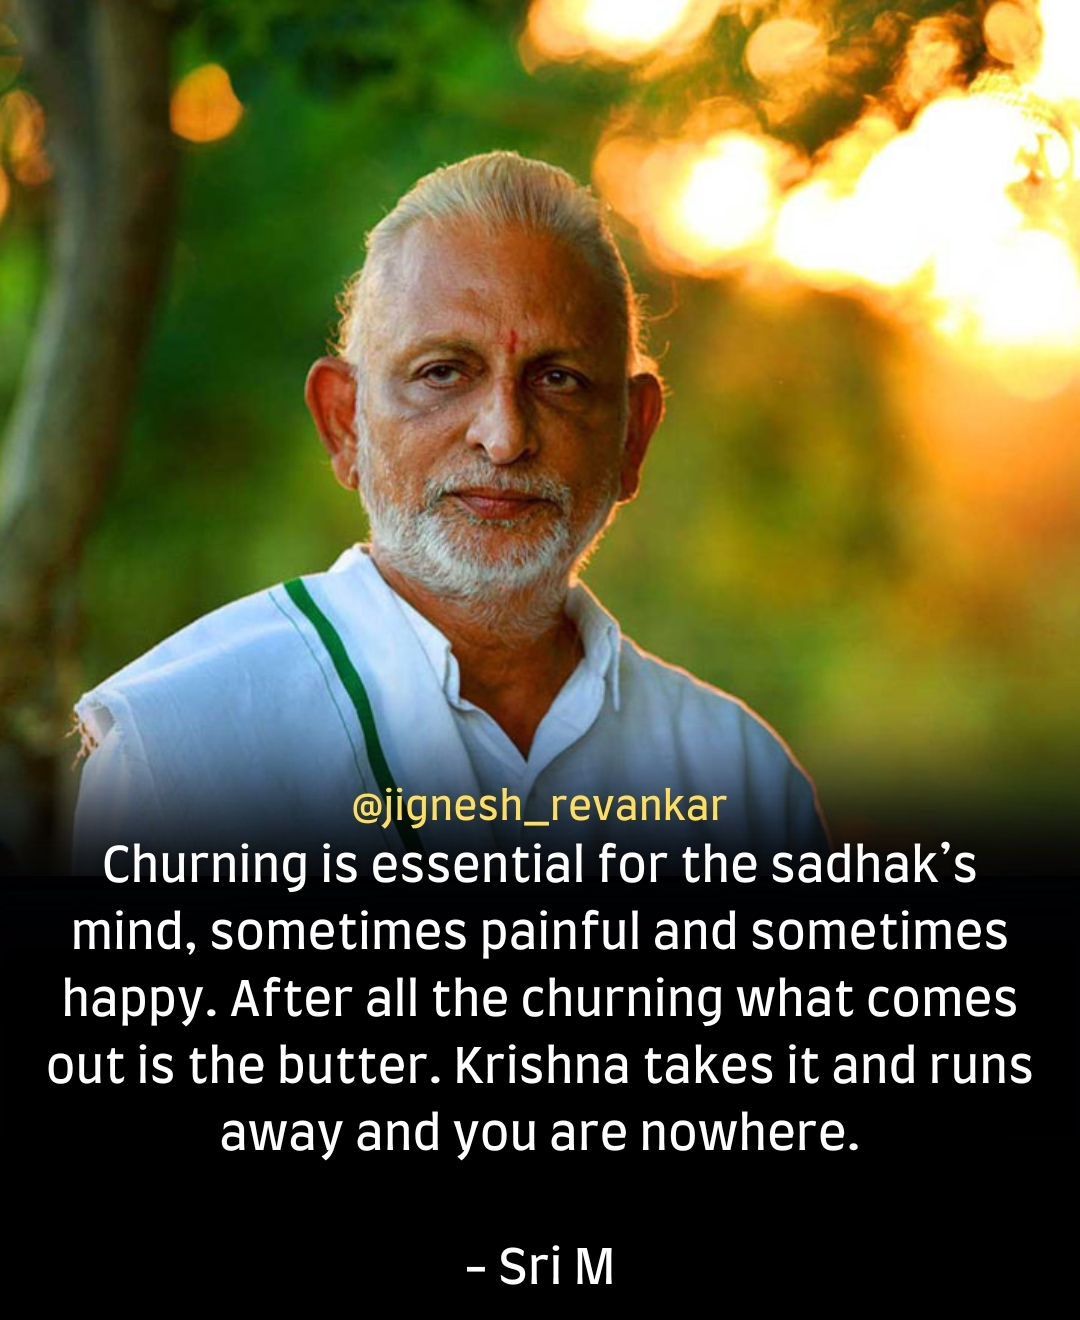 @jignesh_revankar
Churning is essential for the sadhak’s
mind, sometimes painful and sometimes
happy. After all the churning what comes
out is the butter. Krishna takes it and runs
away and you are nowhere.
- Sri M